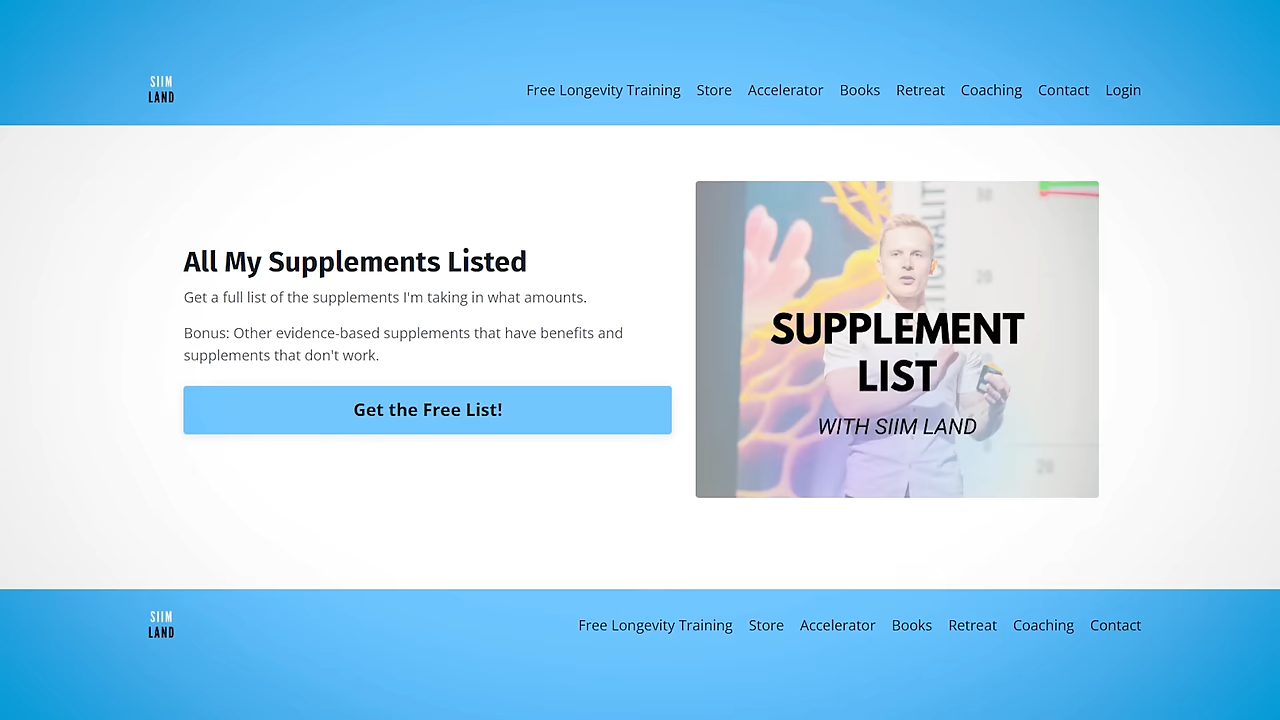 SIIM
LAND
Free Longevity Training Store Accelerator Books Retreat Coaching Contact Login
All My Supplements Listed
Get a full list of the supplements I'm taking in what amounts.
Bonus: Other evidence-based supplements that have benefits and
supplements that don't work.
Get the Free List!
30
20
SUPPLEMENT
LIST
WITH SIIM LAND
20
SIIM
LAND
Free Longevity Training Store Accelerator Books Retreat Coaching Contact